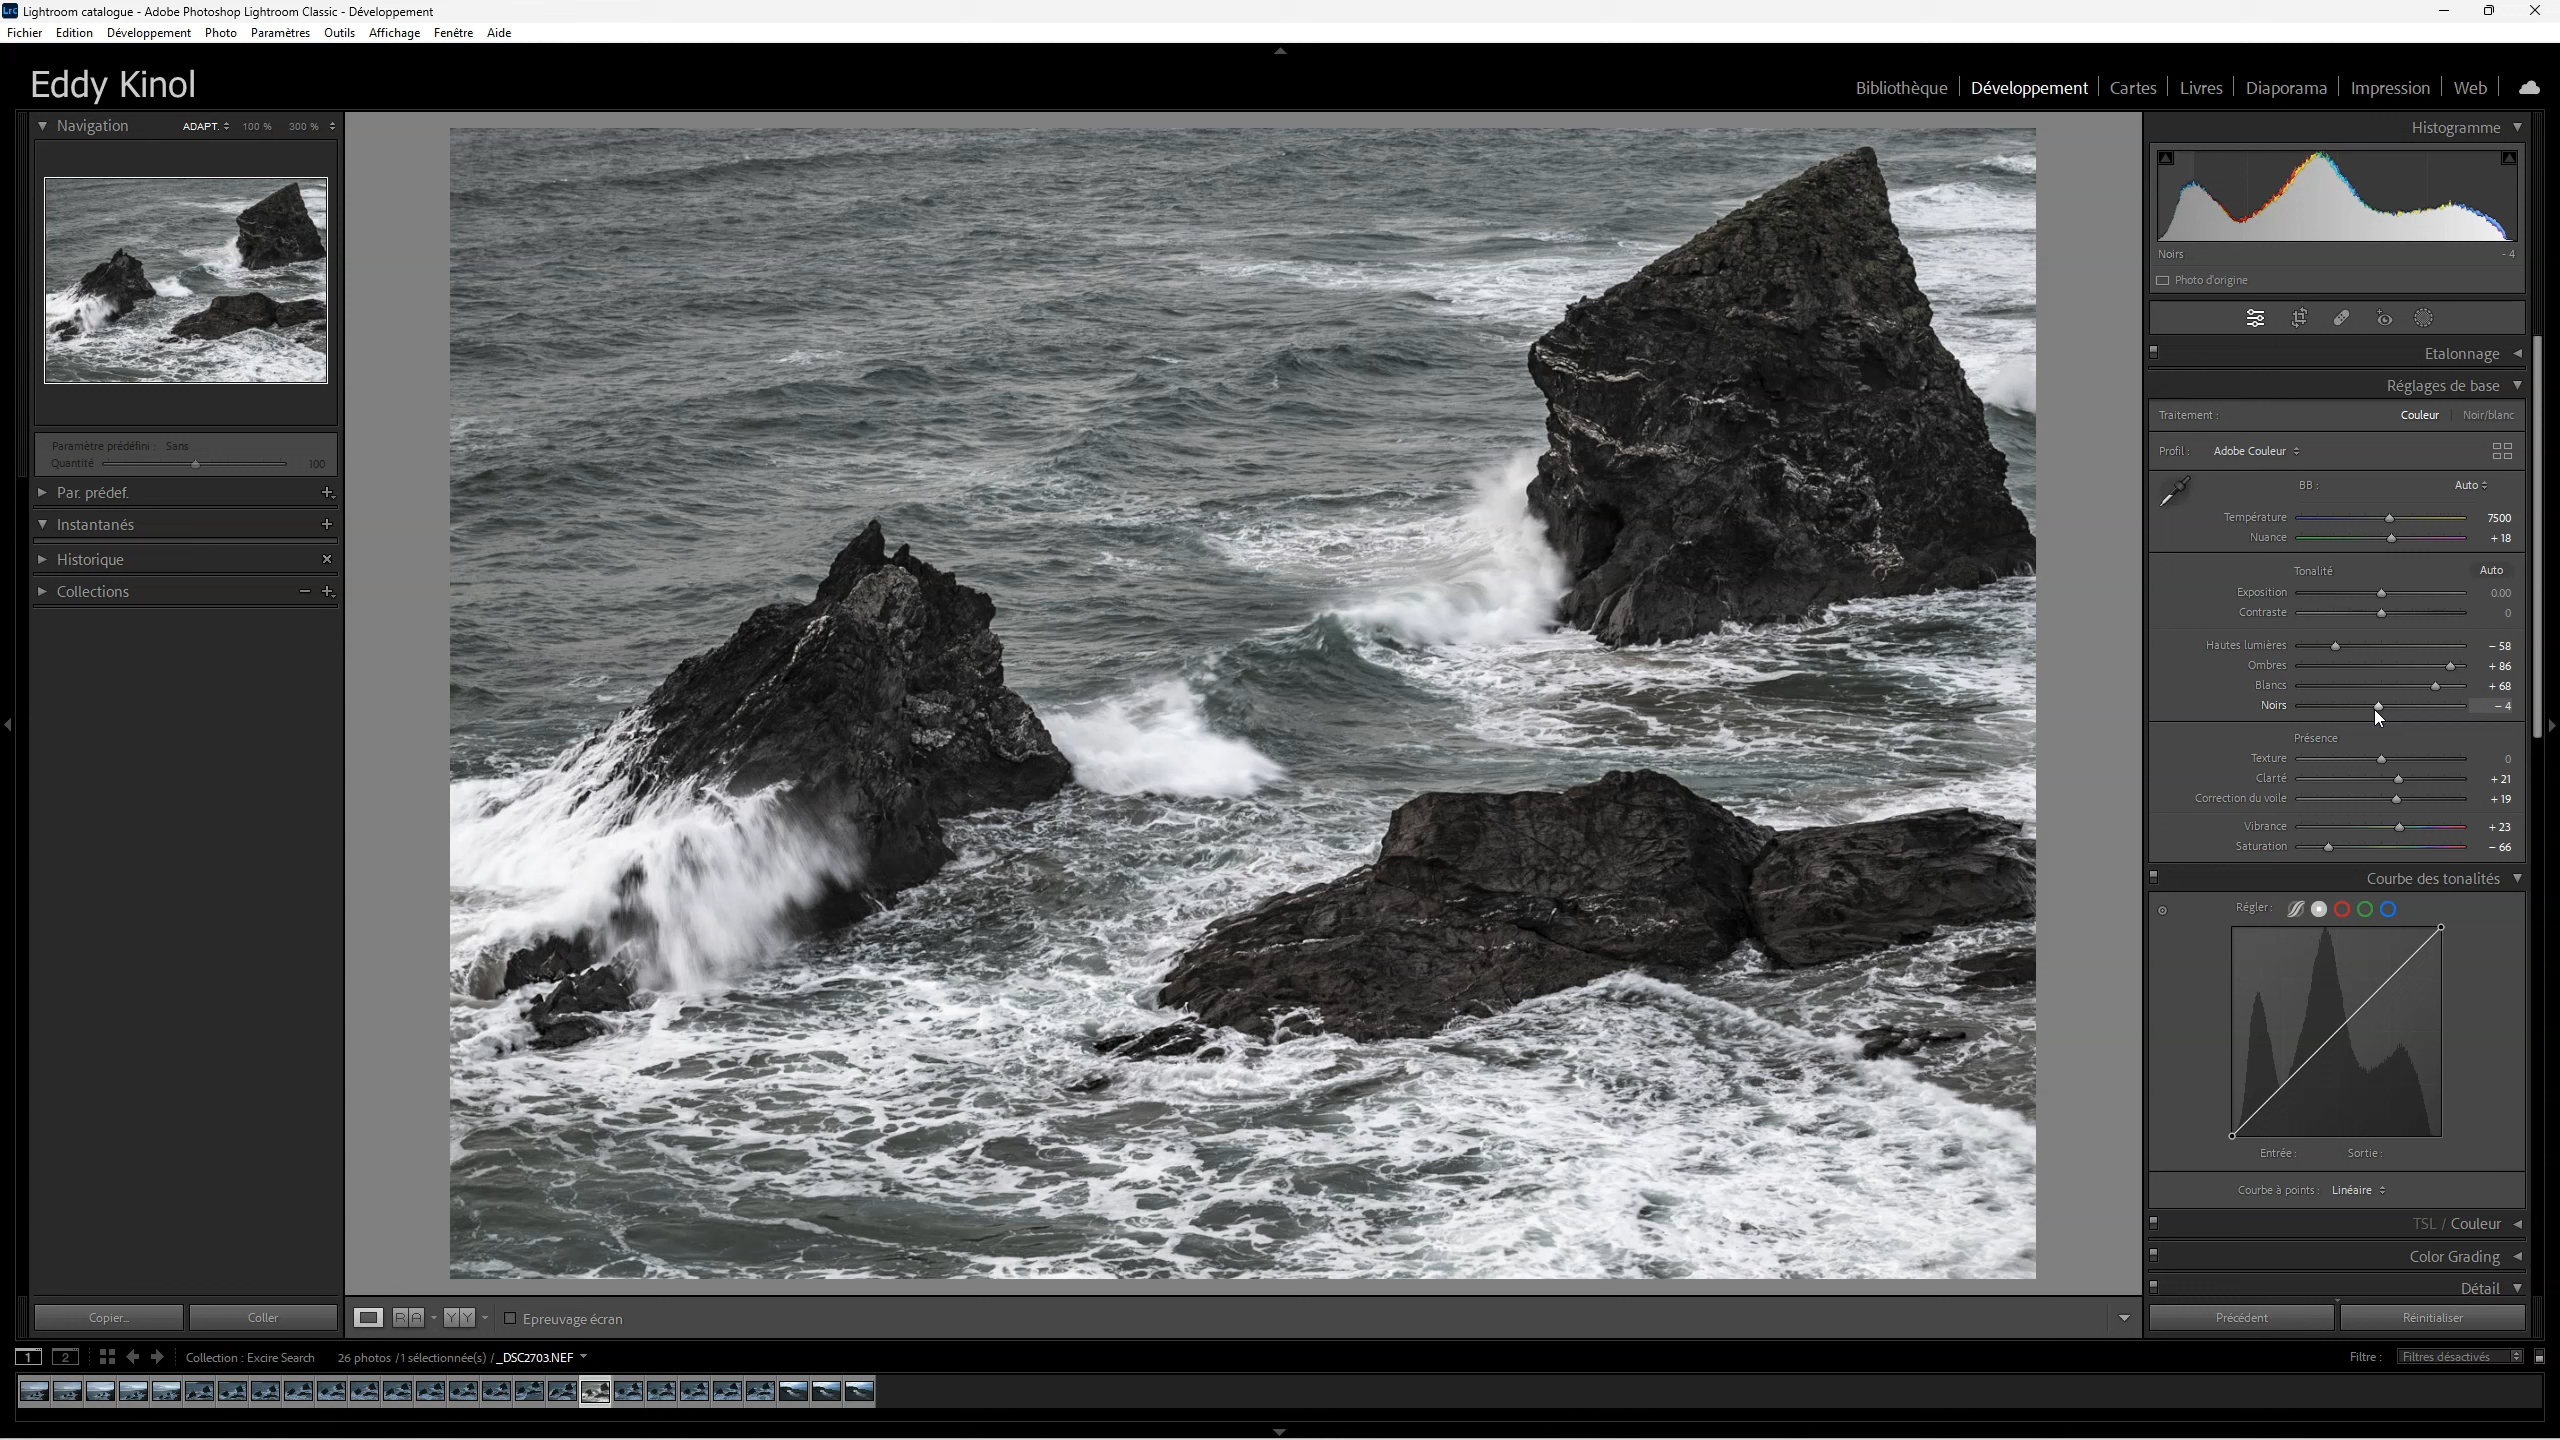 Lrc Lightroom catalogue - Adobe Photoshop Lightroom Classic - Développement
Fichier Edition Développement Photo Paramètres Outils Affichage Fenêtre Aide
Eddy Kinol
Bibliothèque Développement Cartes Livres Diaporama Impression Web
Navigation ADAPT. 100 % 300 %
Paramètre prédéfini : Sans
Quantité 100
Par. prédef.
Instantanés
Historique
Collections
Copier... Coller
Histogramme
Noirs - 4
Photo d'origine
Etalonnage
Réglages de base
Traitement : Couleur Noir/blanc
Profil : Adobe Couleur
BB : Auto
Température 7500
Nuance + 18
Tonalité Auto
Exposition 0.00
Contraste 0
Hautes lumières - 58
Ombres + 86
Blancs + 68
Noirs - 4
Présence
Texture 0
Clarté + 21
Correction du voile + 19
Vibrance + 23
Saturation - 66
Courbe des tonalités
Régler :
Entrée : Sortie :
Courbe à points : Linéaire
TSL / Couleur
Color Grading
Détail
Précédent Réinitialiser
R A Y Y Epreuvage écran
1 2 Collection : Excire Search 26 photos /1 sélectionnée(s) /_DSC2703.NEF
Filtre : Filtres désactivés